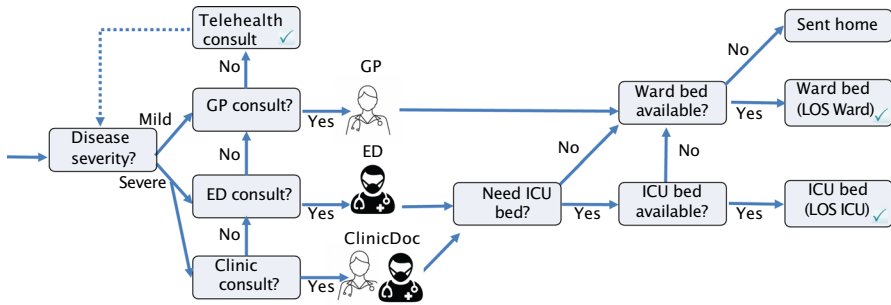 Telehealth
consult
Sent home
No
No
GP
GP consult?
Ward bed
available?
Ward bed
(LOS Ward)
Mild
Yes
Yes
Disease
severity?
No
ED
No
No
Severe
ED consult?
Need ICU
bed?
ICU bed
available?
ICU bed
(LOS ICU)
Yes
Yes
Yes
No
ClinicDoc
Clinic
consult?
Yes